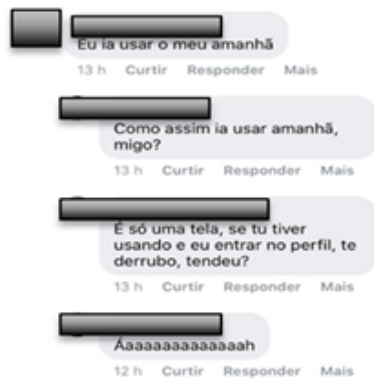 Eu ia usar o meu amanhã
13 h Curtir Responder Mais
Como assim ia usar amanhã,
migo?
13 h Curtir Responder Mais
É só uma tela, se tu tiver
usando e eu entrar no perfil, te
derrubo, tendeu?
13 h Curtir Responder Mais
Áaaaaaaaaaaaaaah
12 h Curtir Responder Mais